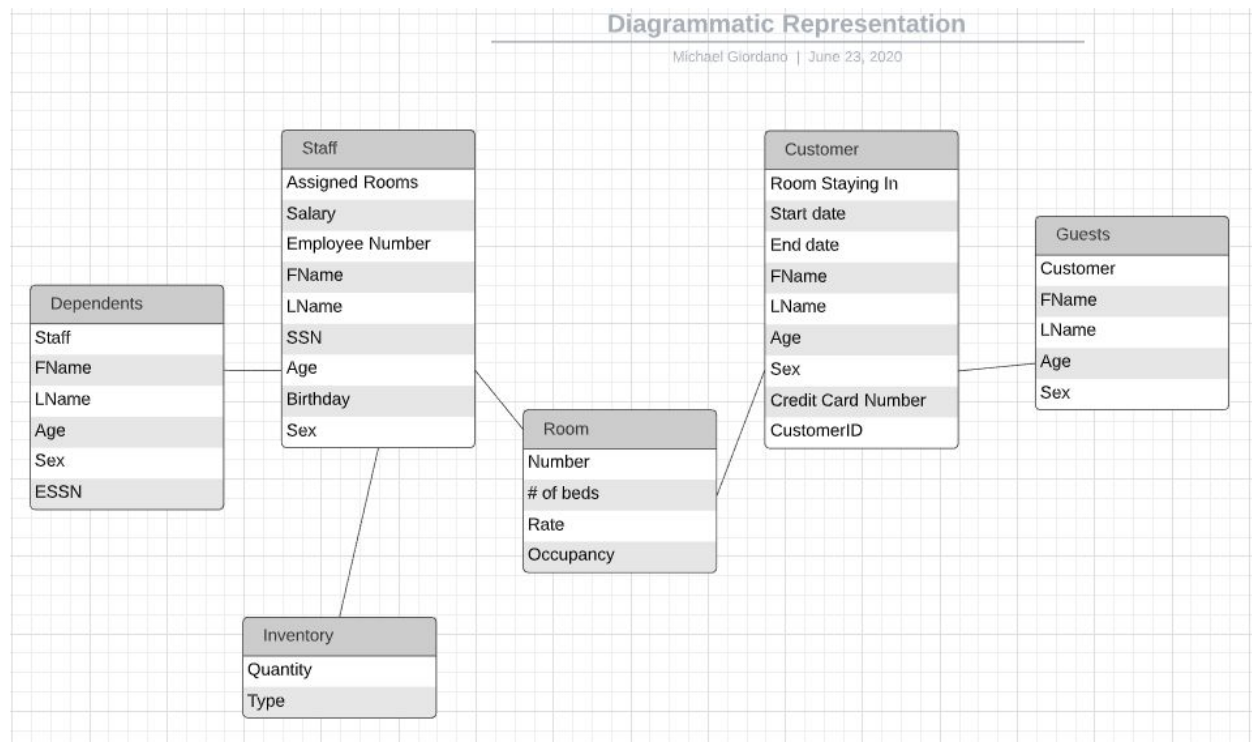 Diagrammatic Representation
Michael Giordano | June 23, 2020
Staff
Assigned Rooms
Salary
Employee Number
FName
LName
SSN
Age
Birthday
Sex
Customer
Room Staying In
Start date
End date
FName
LName
Age
Sex
Credit Card Number
CustomerID
Guests
Customer
FName
LName
Age
Sex
Dependents
Staff
FName
LName
Age
Sex
ESSN
Room
Number
# of beds
Rate
Occupancy
Inventory
Quantity
Type